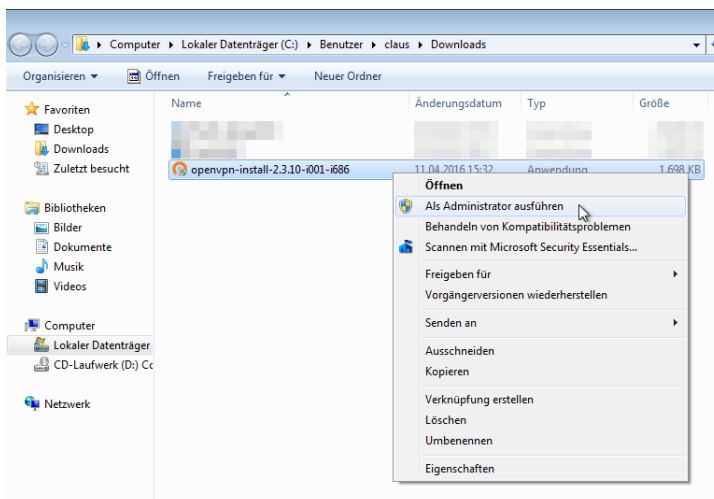 Computer ▸ Lokaler Datenträger (C:) ▸ Benutzer ▸ claus ▸ Downloads
Organisieren Öffnen Freigeben für Neuer Ordner
Name Änderungsdatum Typ Größe
Favoriten
Desktop
Downloads
Zuletzt besucht
Bibliotheken
Bilder
Dokumente
Musik
Videos
Computer
Lokaler Datenträger
CD-Laufwerk (D:) Cc
Netzwerk
openvpn-install-2.3.10-i001-i686 11.04.2016 15:32 Anwendung 1.698 KB
Öffnen
Als Administrator ausführen
Behandeln von Kompatibilitätsproblemen
Scannen mit Microsoft Security Essentials...
Freigeben für
Vorgängerversionen wiederherstellen
Senden an
Ausschneiden
Kopieren
Verknüpfung erstellen
Löschen
Umbenennen
Eigenschaften